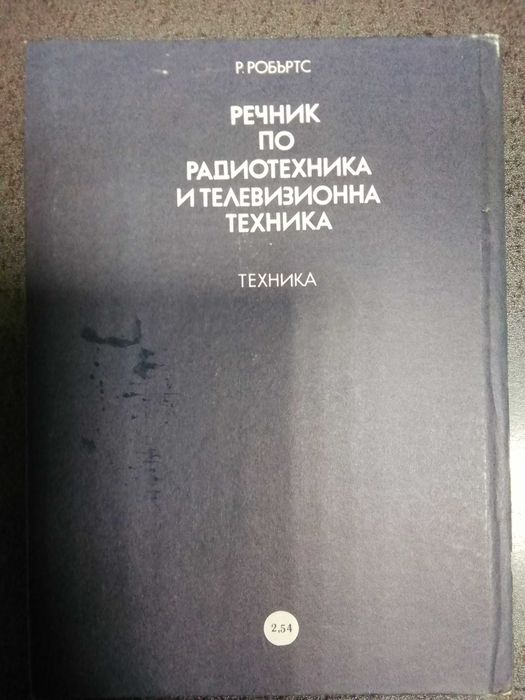 Р. РОБЪРТС
РЕЧНИК
ПО
РАДИОТЕХНИКА
И ТЕЛЕВИЗИОННА
ТЕХНИКА
ТЕХНИКА
2,54